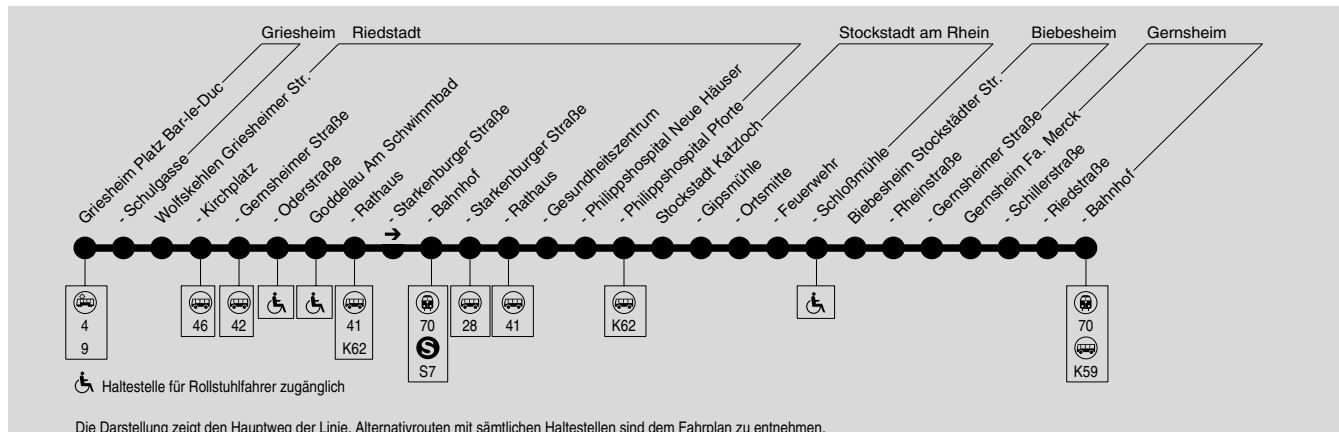 Griesheim Riedstadt Stockstadt am Rhein Biebesheim Gernsheim
Griesheim Platz Bar-le-Duc
- Schulgasse
Wolfskehlen Griesheimer Str.
- Kirchplatz
- Gernsheimer Straße
- Oderstraße
Goddelau Am Schwimmbad
- Rathaus
- Starkenburger Straße
- Bahnhof
- Starkenburger Straße
- Rathaus
- Gesundheitszentrum
- Philippshospital Neue Häuser
- Philippshospital Pforte
Stockstadt Katzloch
- Gipsmühle
- Ortsmitte
- Feuerwehr
- Schloßmühle
Biebesheim Stockstädter Str.
- Rheinstraße
- Gernsheimer Straße
Gernsheim Fa. Merck
- Schillerstraße
- Riedstraße
- Bahnhof
4
9
46
42
41
K62
70
S
S7
28
41
K62
70
K59
Haltestelle für Rollstuhlfahrer zugänglich
Die Darstellung zeigt den Hauptweg der Linie. Alternativrouten mit sämtlichen Haltestellen sind dem Fahrplan zu entnehmen.